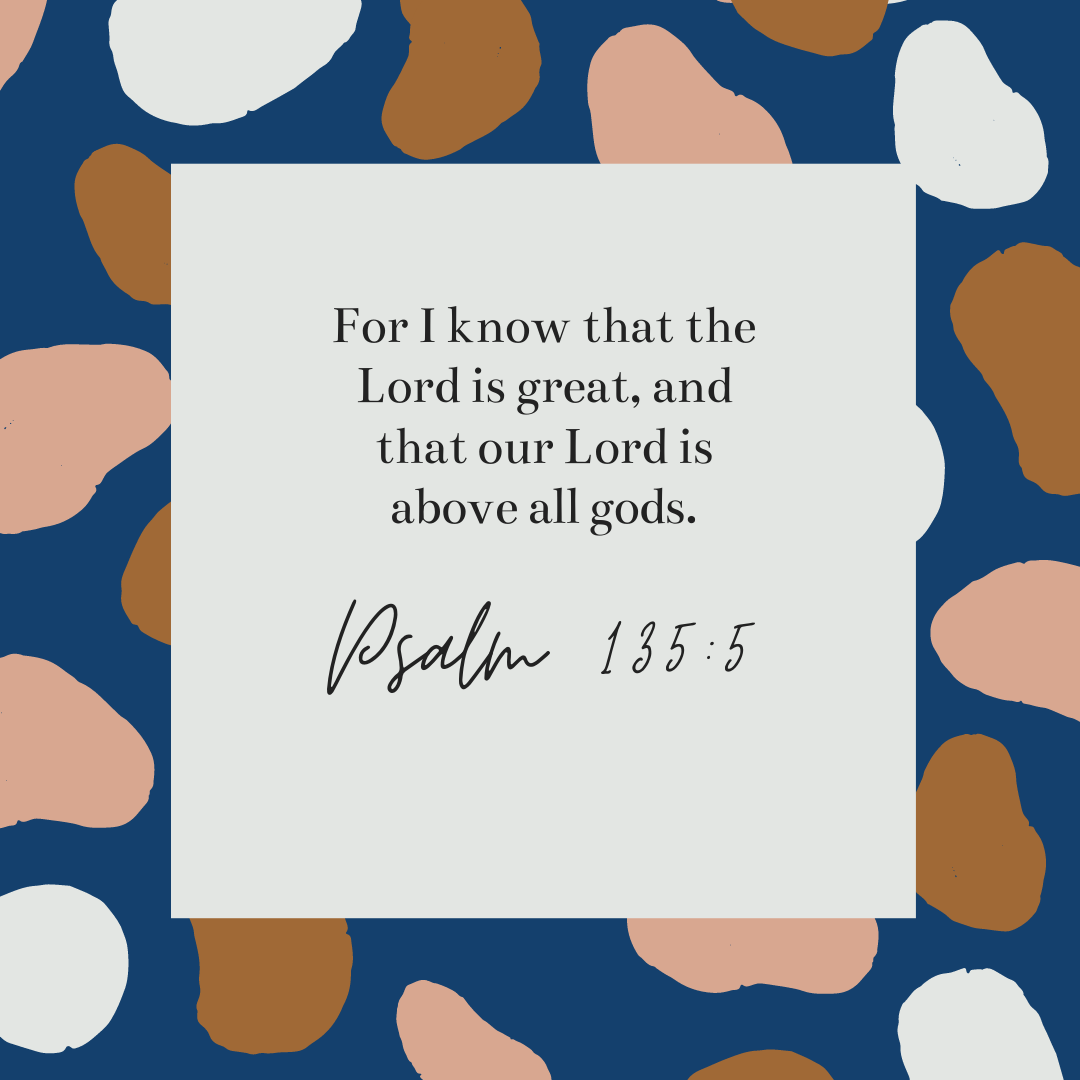 For I know that the
Lord is great, and
that our Lord is
above all gods.
Psalm 135:5